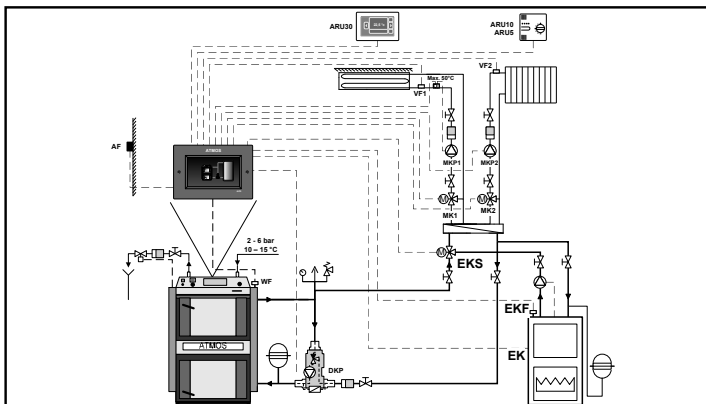 ARU30
ARU10
ARU5
VF2
Max. 50°C
VF1
ATMOS
AF
MKP1
MKP2
M
M
MK1
MK2
2 - 6 bar
10 – 15 °C
M
EKS
WF
EKF
ATMOS
DKP
EK